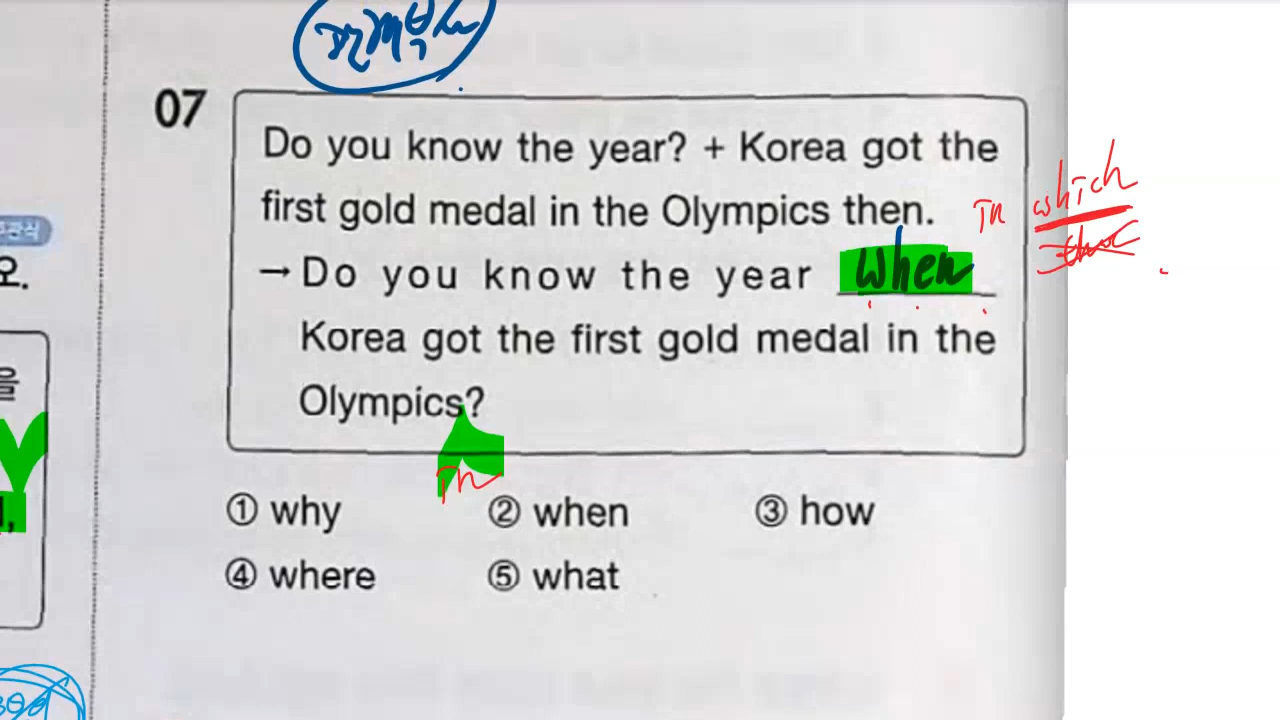 07
Do you know the year? + Korea got the
first gold medal in the Olympics then.
In which
→ Do you know the year when
Korea got the first gold medal in the
Olympics?
In
① why ② when ③ how
④ where ⑤ what
오.
을